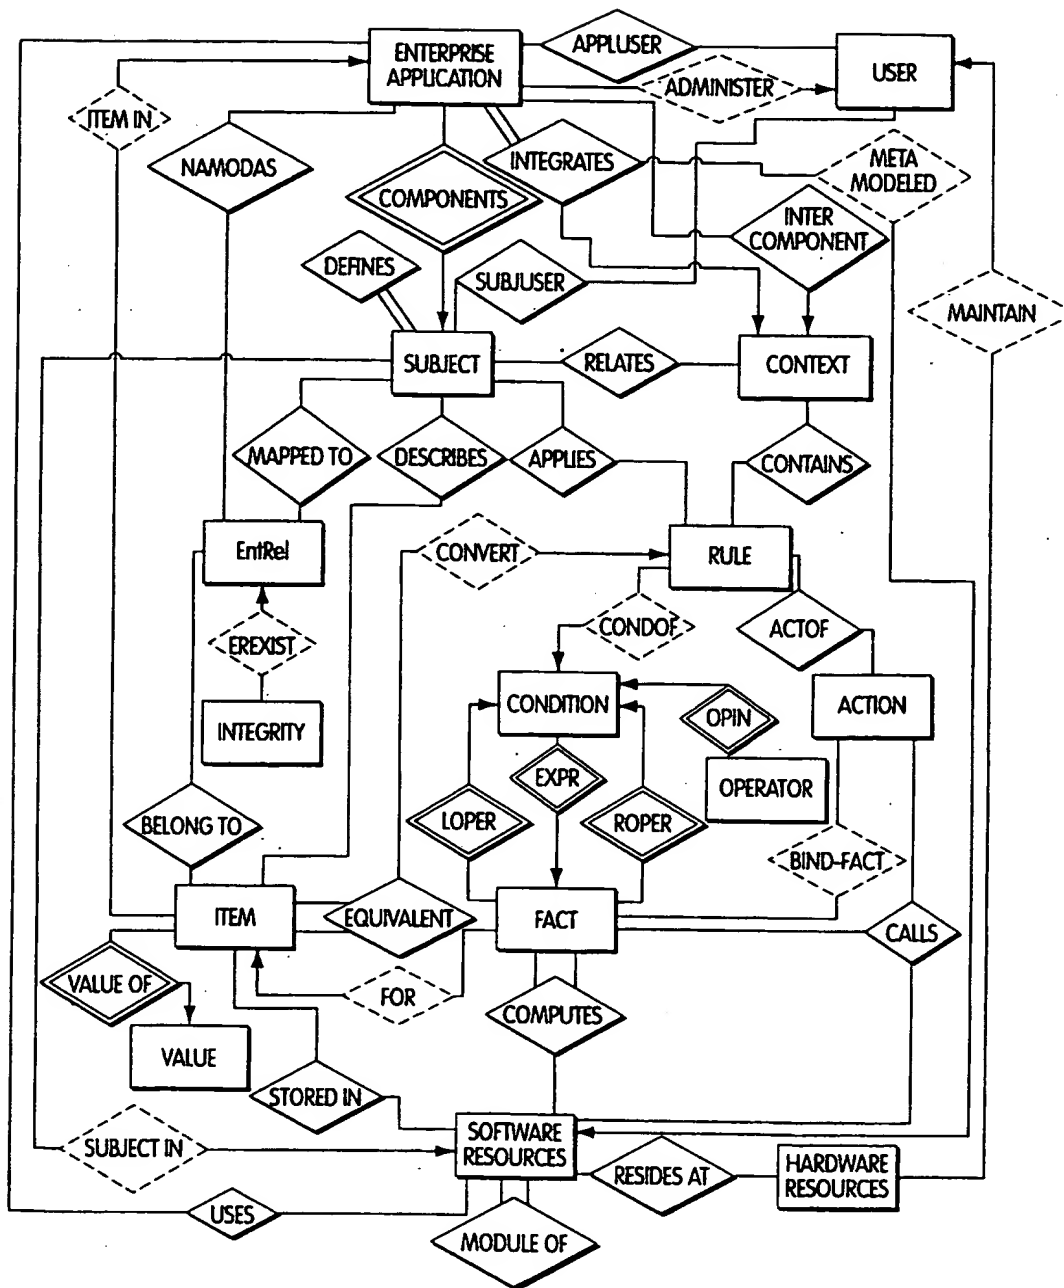 APPLUSER
ENTERPRISE
APPLICATION
USER
ADMINISTER
ITEM IN
NAMODAS
INTEGRATES
META
MODELED
COMPONENTS
INTER
COMPONENT
DEFINES
SUBJUSER
MAINTAIN
SUBJECT
RELATES
CONTEXT
MAPPED TO
DESCRIBES
APPLIES
CONTAINS
EntRel
CONVERT
RULE
EREXIST
CONDOF
ACTOF
INTEGRITY
CONDITION
OPIN
ACTION
EXPR
OPERATOR
BELONG TO
LOPER
ROPER
BIND-FACT
ITEM
EQUIVALENT
FACT
CALLS
VALUE OF
FOR
COMPUTES
VALUE
STORED IN
SUBJECT IN
SOFTWARE
RESOURCES
RESIDES AT
HARDWARE
RESOURCES
USES
MODULE OF